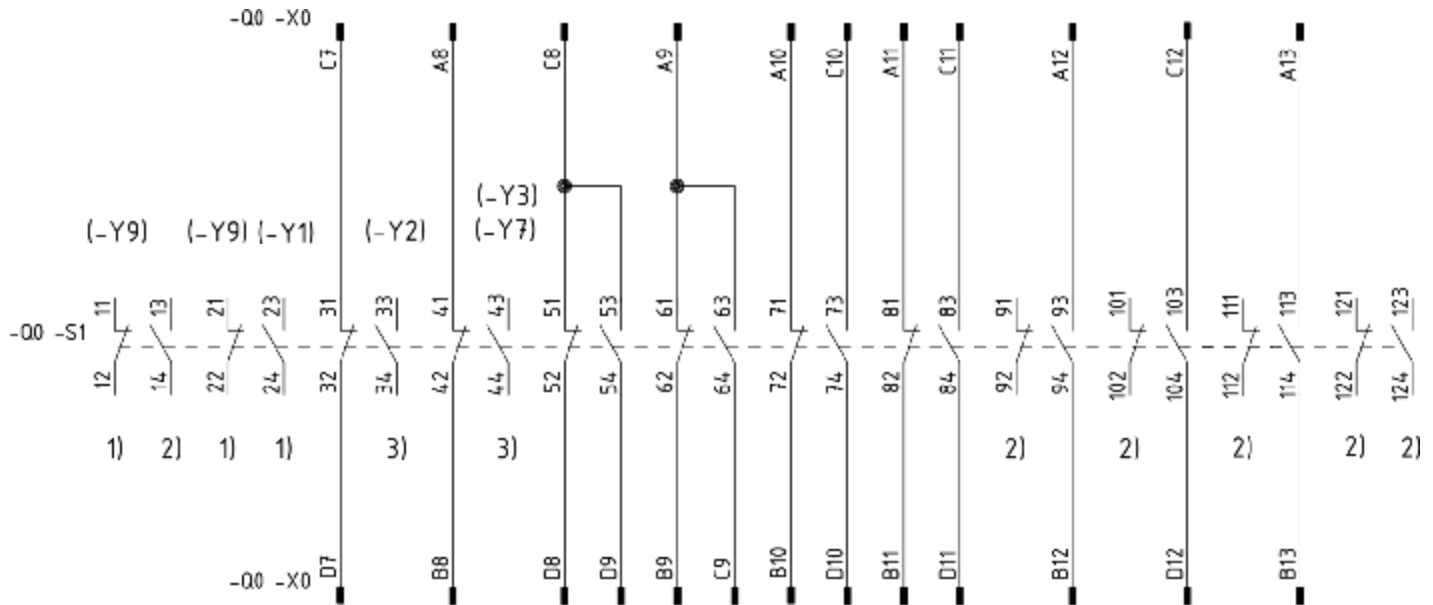 -Q0 -X0
C7 A8 C8 A9 A10 C10 A11 C11 A12 C12 A13
(-Y3)
(-Y9) (-Y9) (-Y1) (-Y2) (-Y7)
11 13 21 23 31 33 41 43 51 53 61 63 71 73 81 83 91 93 101 103 111 113 121 123
-Q0 -S1
12 14 22 24 32 34 42 44 52 54 62 64 72 74 82 84 92 94 102 104 112 114 122 124
1) 2) 1) 1) 3) 3) 2) 2) 2) 2) 2)
D7 B8 D8 D9 B9 C9 B10 D10 B11 D11 B12 D12 B13
-Q0 -X0